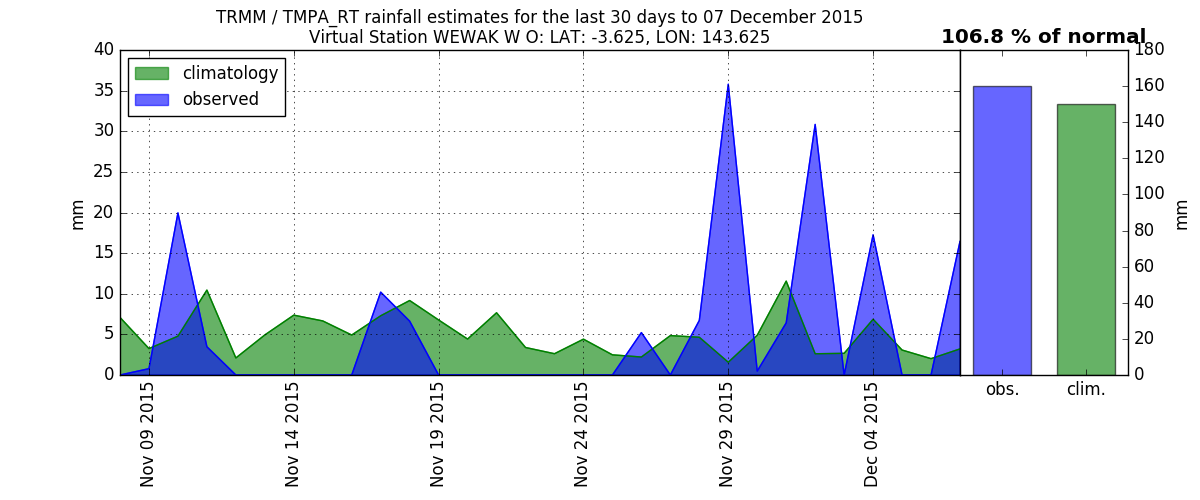 TRMM / TMPA_RT rainfall estimates for the last 30 days to 07 December 2015
Virtual Station WEWAK W O: LAT: -3.625, LON: 143.625
106.8 % of normal
climatology
observed
40
35
30
25
20
15
10
5
0
mm
Nov 09 2015
Nov 14 2015
Nov 19 2015
Nov 24 2015
Nov 29 2015
Dec 04 2015
obs.
clim.
180
160
140
120
100
80
60
40
20
0
mm